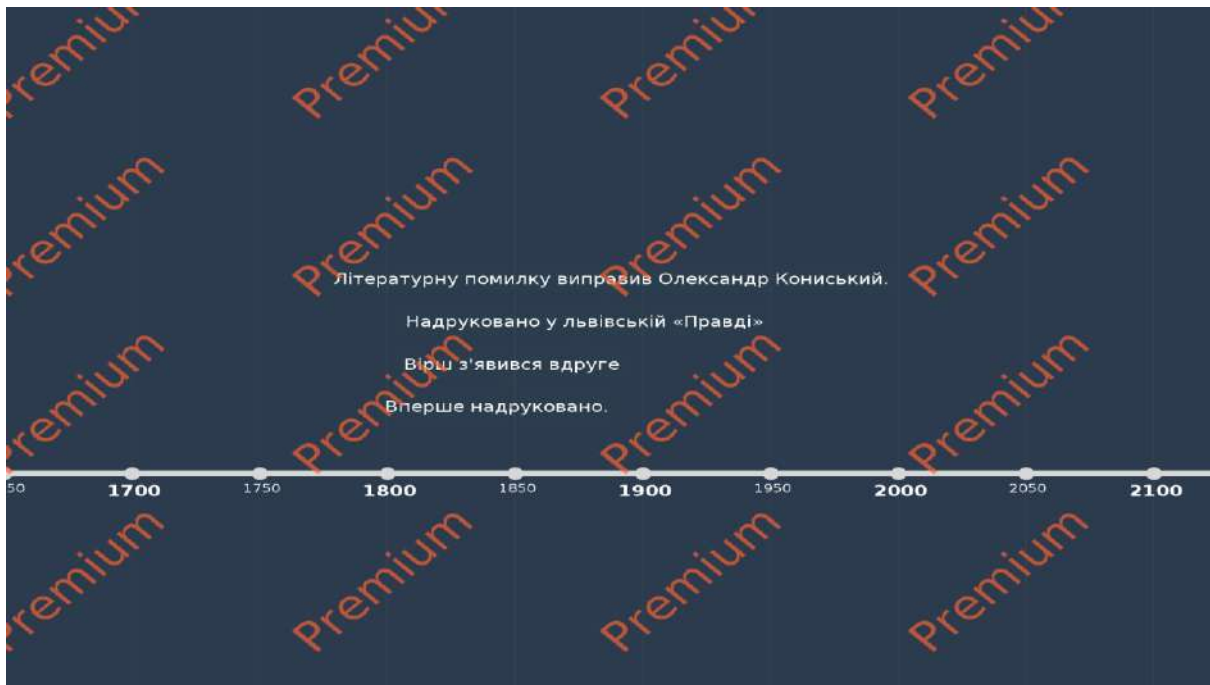 Premium Premium Premium Premium
Premium Premium Premium Premium
Літературну помилку виправив Олександр Кониський.
Надруковано у львівській «Правді»
Вірш з'явився вдруге
Premium Premium Premium Premium
Вперше надруковано.
50 1700 1750 1800 1850 1900 1950 2000 2050 2100
Premium Premium Premium Premium